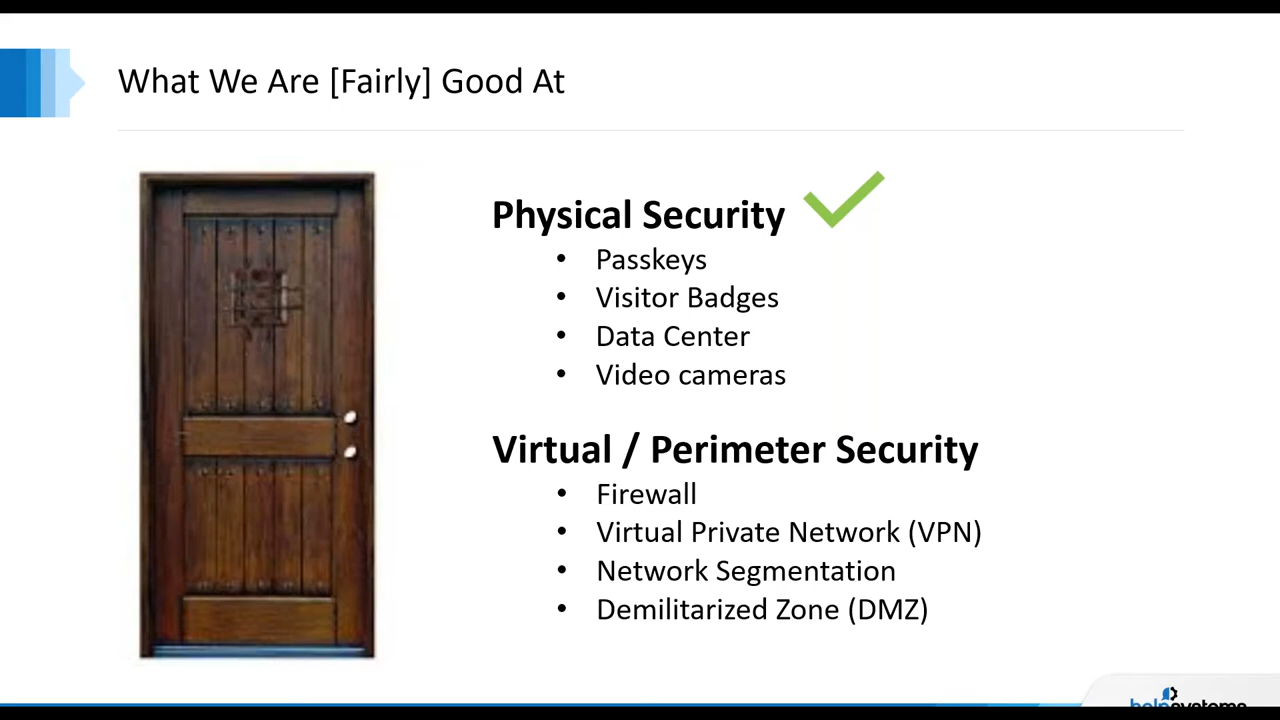 What We Are [Fairly] Good At
Physical Security
• Passkeys
• Visitor Badges
• Data Center
• Video cameras
Virtual / Perimeter Security
• Firewall
• Virtual Private Network (VPN)
• Network Segmentation
• Demilitarized Zone (DMZ)
helpsystems